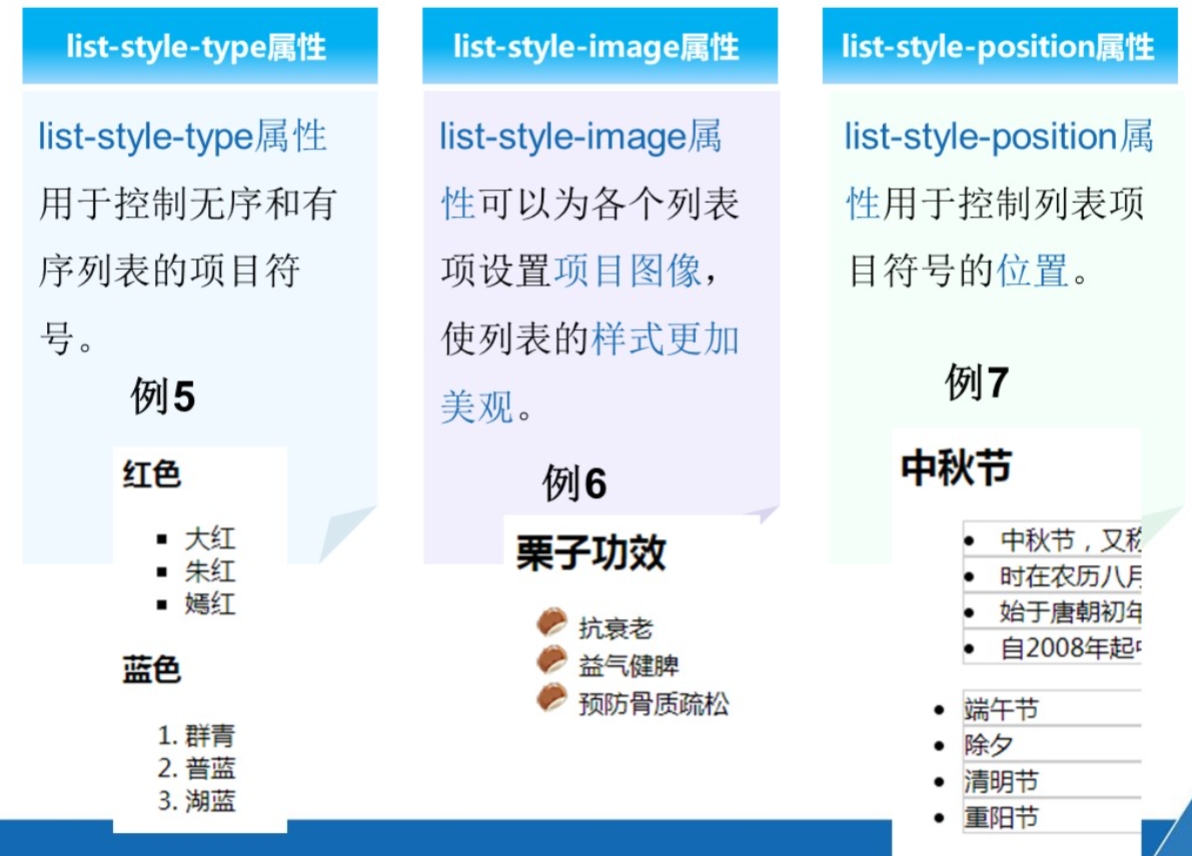 list-style-type属性
list-style-type属性
用于控制无序和有
序列表的项目符
号。
例5
红色
大红
朱红
嫣红
蓝色
1. 群青
2. 普蓝
3. 湖蓝
list-style-image属性
list-style-image属
性可以为各个列表
项设置项目图像，
使列表的样式更加
美观。
例6
栗子功效
抗衰老
益气健脾
预防骨质疏松
list-style-position属性
list-style-position属
性用于控制列表项
目符号的位置。
例7
中秋节
• 中秋节，又称
• 时在农历八月
• 始于唐朝初年
• 自2008年起
• 端午节
• 除夕
• 清明节
• 重阳节